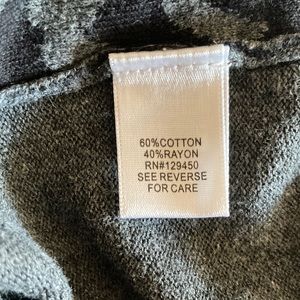 60%COTTON
40%RAYON
RN#129450
SEE REVERSE
FOR CARE